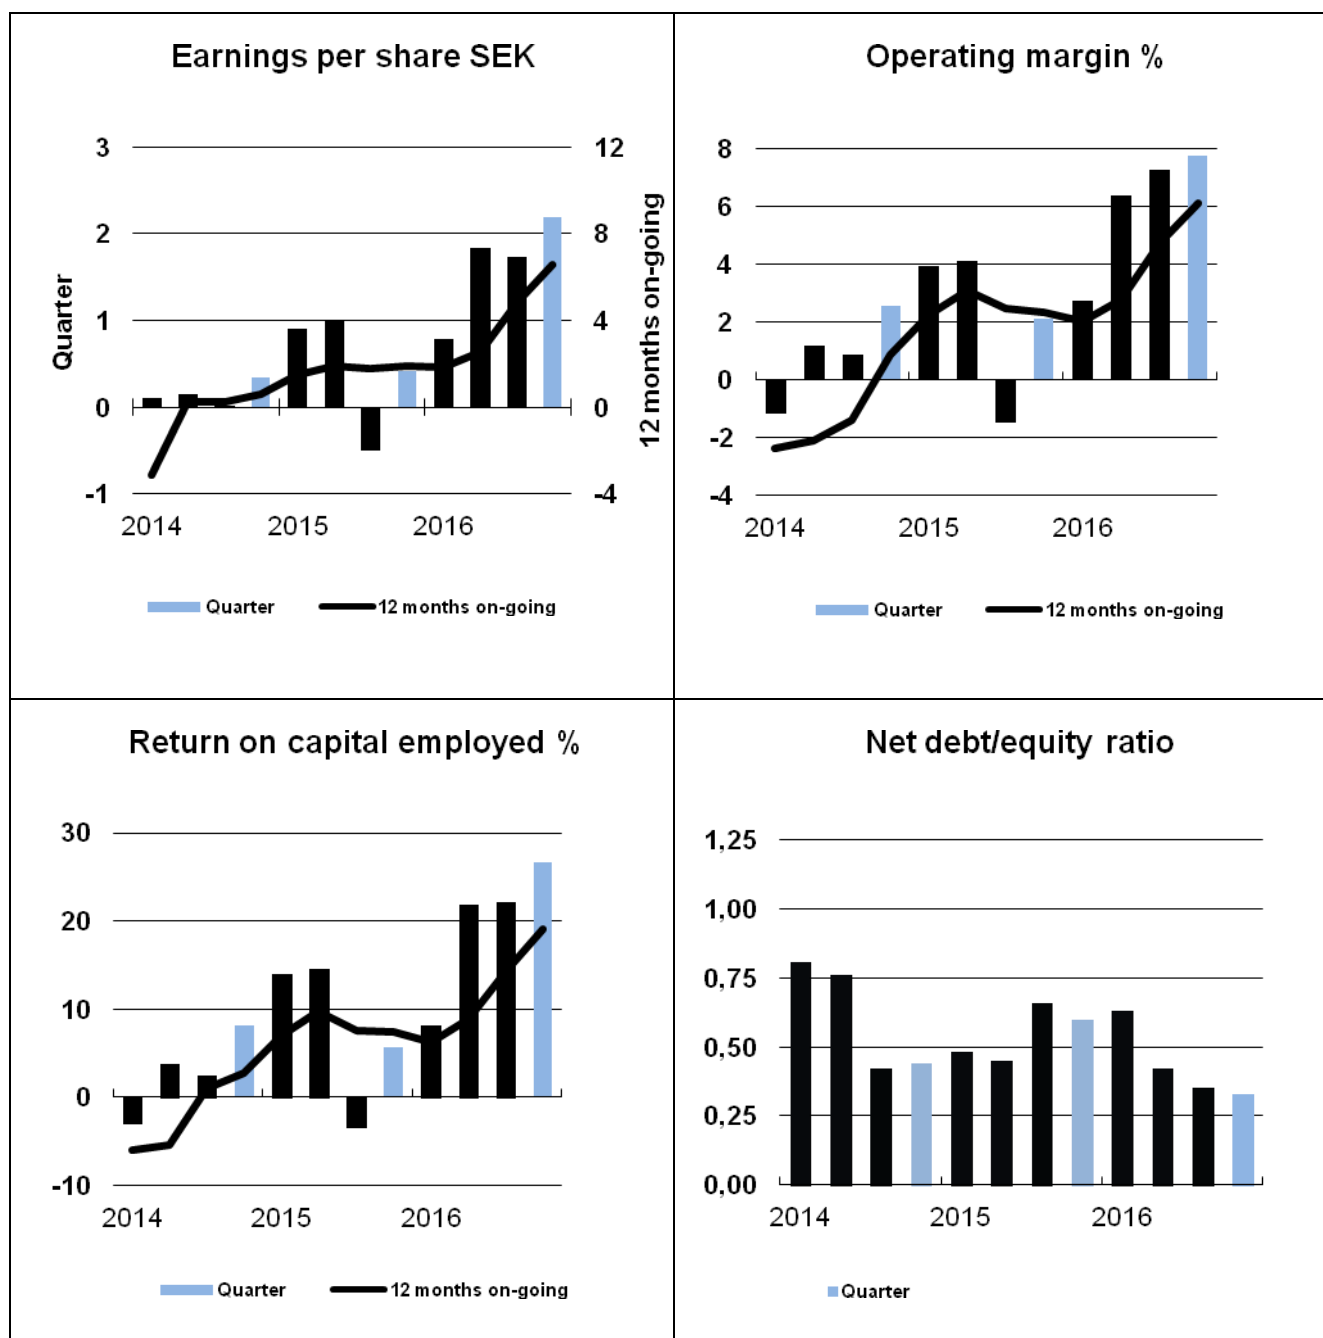 Earnings per share SEK
3
2
1
0
-1
Quarter
12
8
4
0
-4
12 months on-going
2014 2015 2016
Quarter 12 months on-going
Operating margin %
8
6
4
2
0
-2
-4
2014 2015 2016
Quarter 12 months on-going
Return on capital employed %
30
20
10
0
-10
2014 2015 2016
Quarter 12 months on-going
Net debt/equity ratio
1,25
1,00
0,75
0,50
0,25
0,00
2014 2015 2016
Quarter